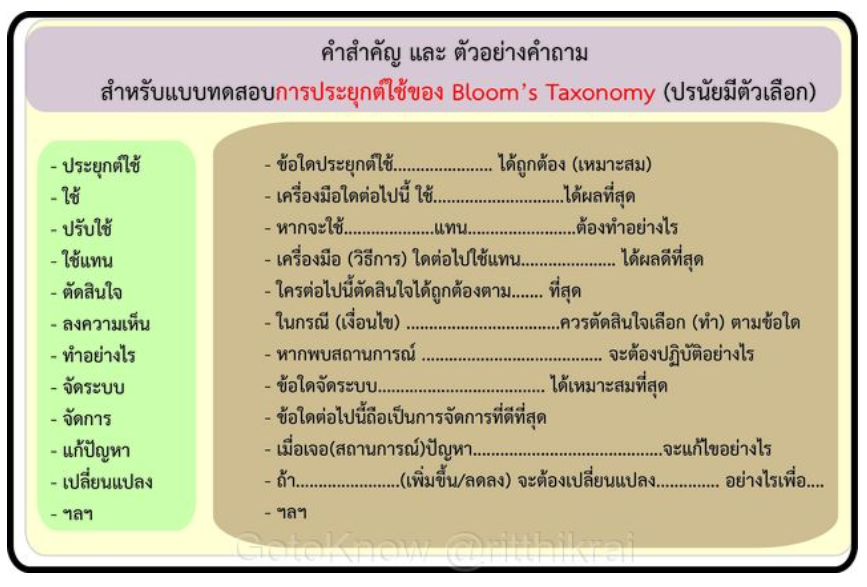 คำสำคัญ และ ตัวอย่างคำถาม
สำหรับแบบทดสอบการประยุกต์ใช้ของ Bloom's Taxonomy (ปรนัยมีตัวเลือก)
- ประยุกต์ใช้
- ใช้
- ปรับใช้
- ใช้แทน
- ตัดสินใจ
- ลงความเห็น
- ทำอย่างไร
- จัดระบบ
- จัดการ
- แก้ปัญหา
- เปลี่ยนแปลง
- ฯลฯ
- ข้อใดประยุกต์ใช้...................... ได้ถูกต้อง (เหมาะสม)
- เครื่องมือใดต่อไปนี้ ใช้.............................ได้ผลที่สุด
- หากจะใช้....................แทน........................ต้องทำอย่างไร
- เครื่องมือ (วิธีการ) ใดต่อไปใช้แทน..................... ได้ผลดีที่สุด
- ใครต่อไปนี้ตัดสินใจได้ถูกต้องตาม....... ที่สุด
- ในกรณี (เงื่อนไข) ..................................ควรตัดสินใจเลือก (ทำ) ตามข้อใด
- หากพบสถานการณ์ ........................................ จะต้องปฏิบัติอย่างไร
- ข้อใดจัดระบบ..................................... ได้เหมาะสมที่สุด
- ข้อใดต่อไปนี้ถือเป็นการจัดการที่ดีที่สุด
- เมื่อเจอ(สถานการณ์)ปัญหา..........................................จะแก้ไขอย่างไร
- ถ้า.......................(เพิ่มขึ้น/ลดลง) จะต้องเปลี่ยนแปลง.............. อย่างไรเพื่อ....
- ฯลฯ
GotoKnow @ritthikrai